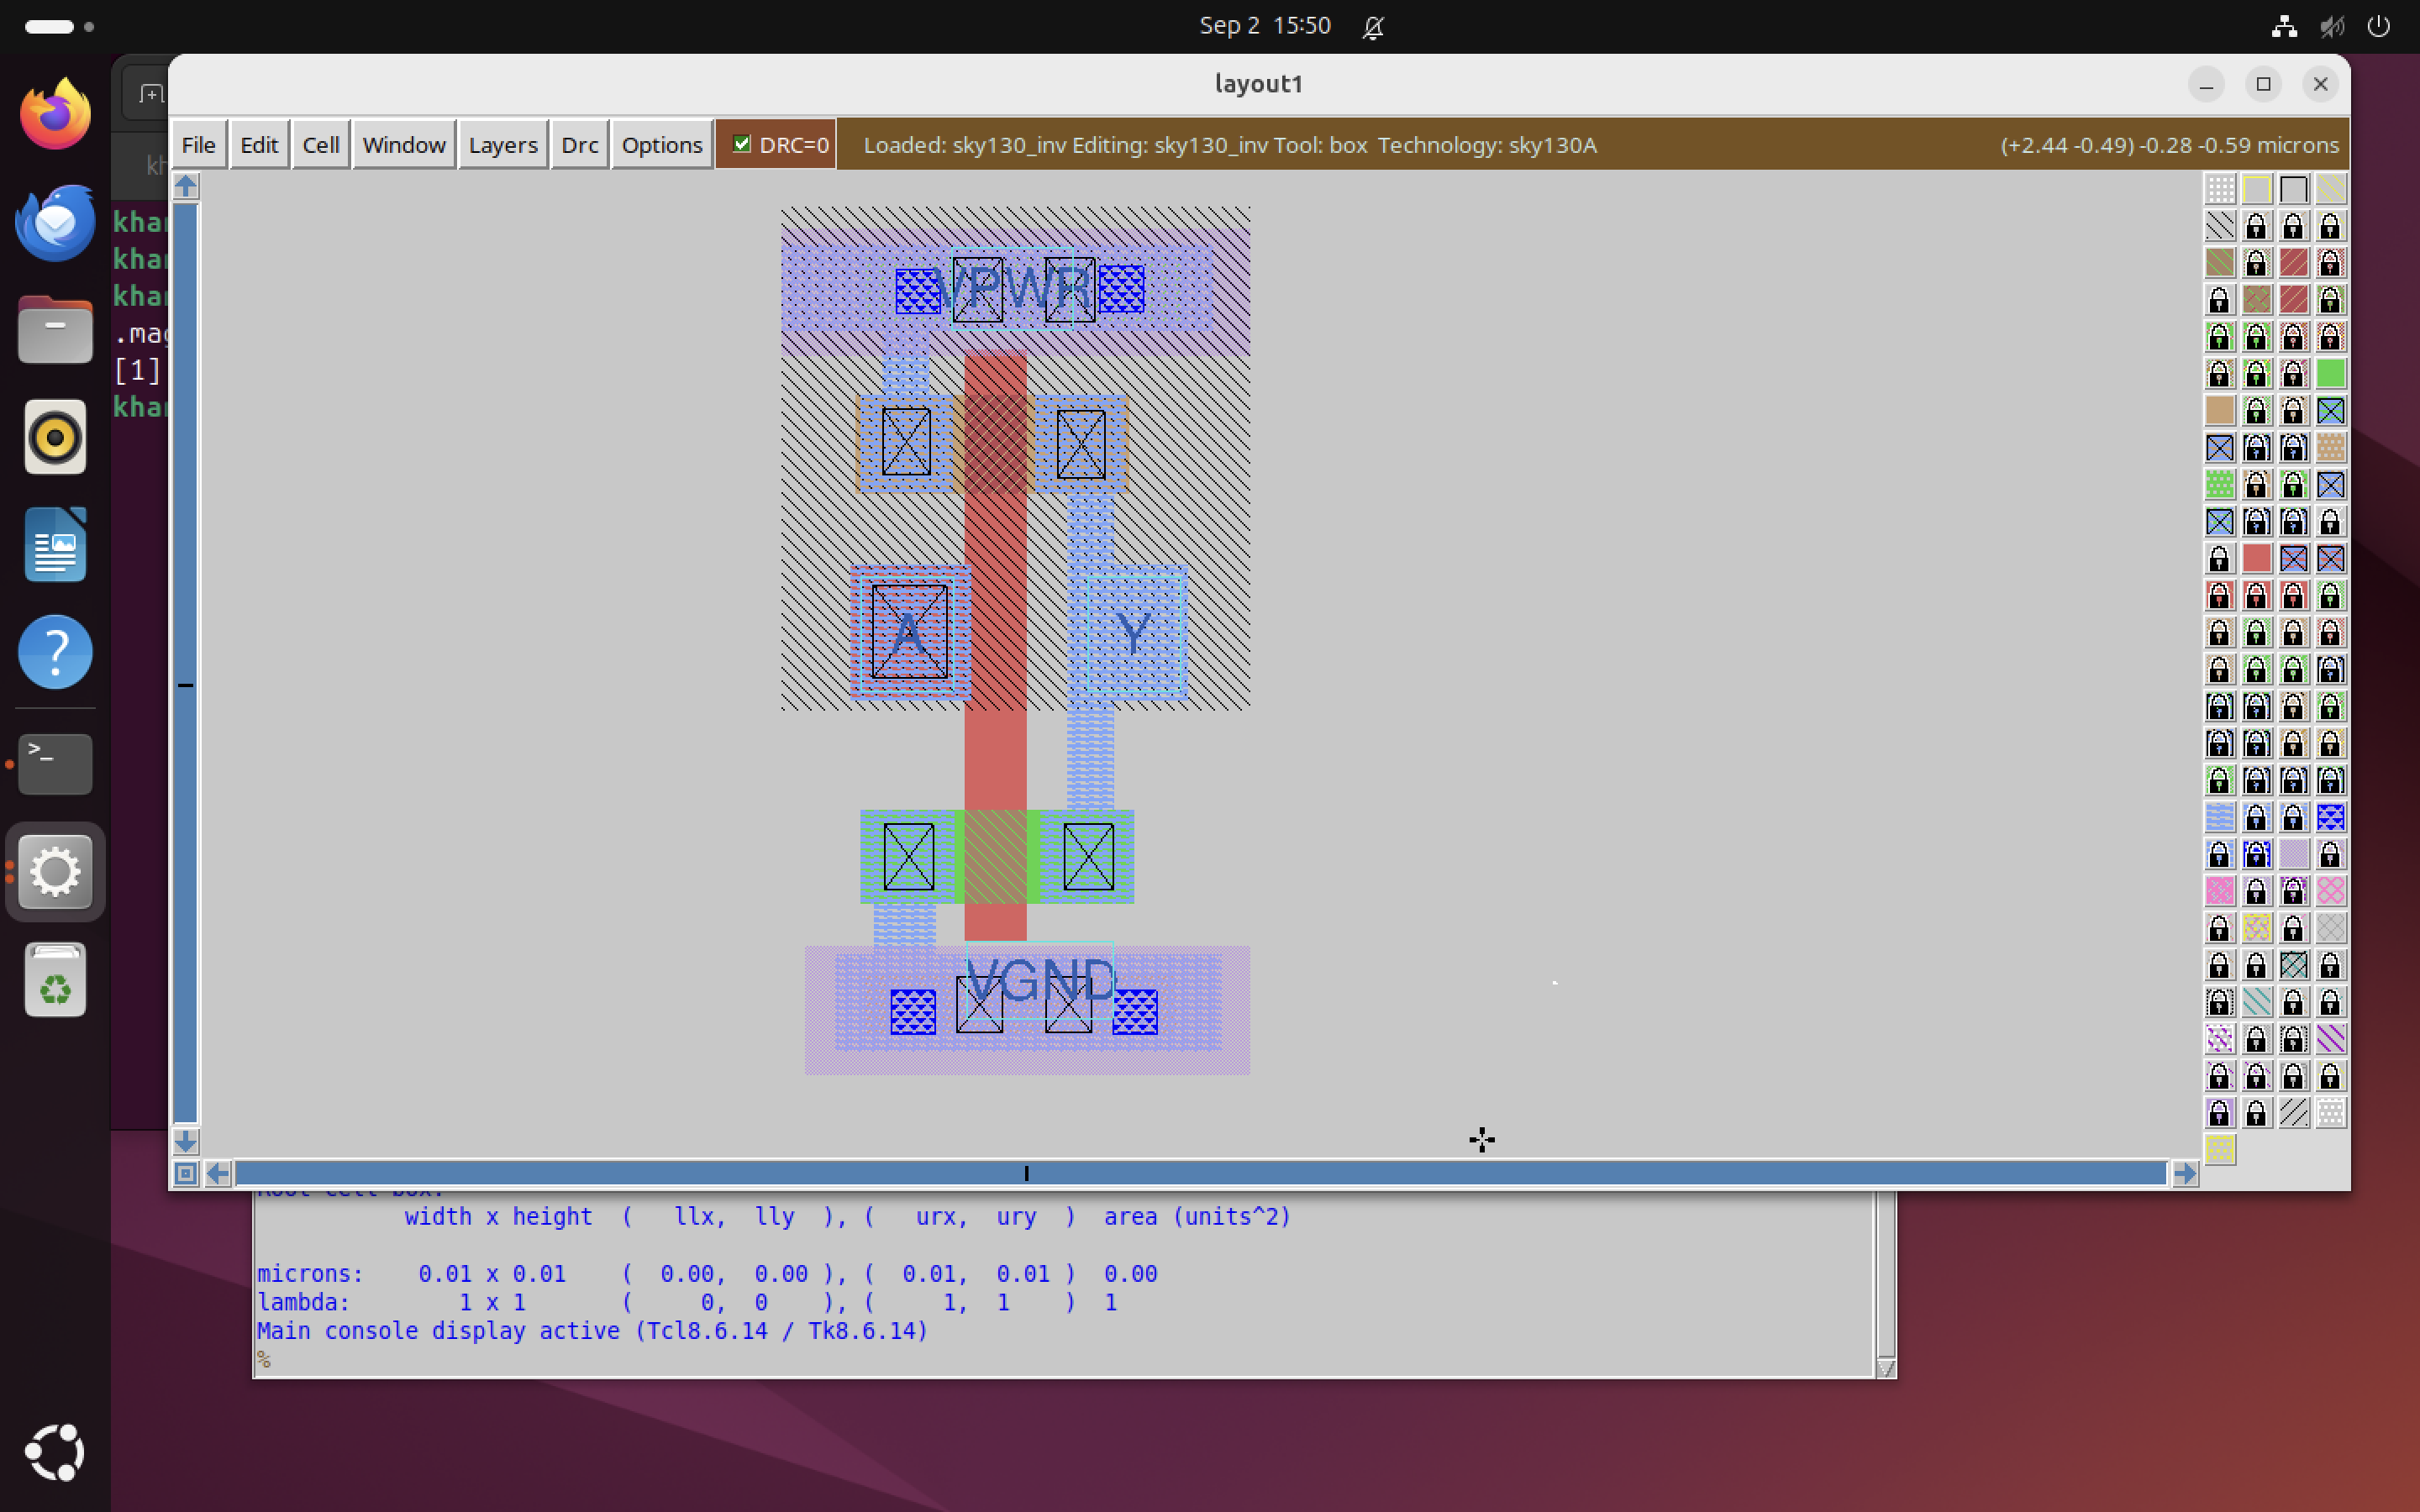 Sep 2 15:50
layout1
File Edit Cell Window Layers Drc Options DRC=0 Loaded: sky130_inv Editing: sky130_inv Tool: box Technology: sky130A (+2.44 -0.49) -0.28 -0.59 microns
kh
khar
khar
khar
.mag
[1]
khar
VPWR
A
Y
VGND
Root cell box:
width x height ( llx, lly ), ( urx, ury ) area (units^2)
microns: 0.01 x 0.01 ( 0.00, 0.00 ), ( 0.01, 0.01 ) 0.00
lambda: 1 x 1 ( 0, 0 ), ( 1, 1 ) 1
Main console display active (Tcl8.6.14 / Tk8.6.14)
%